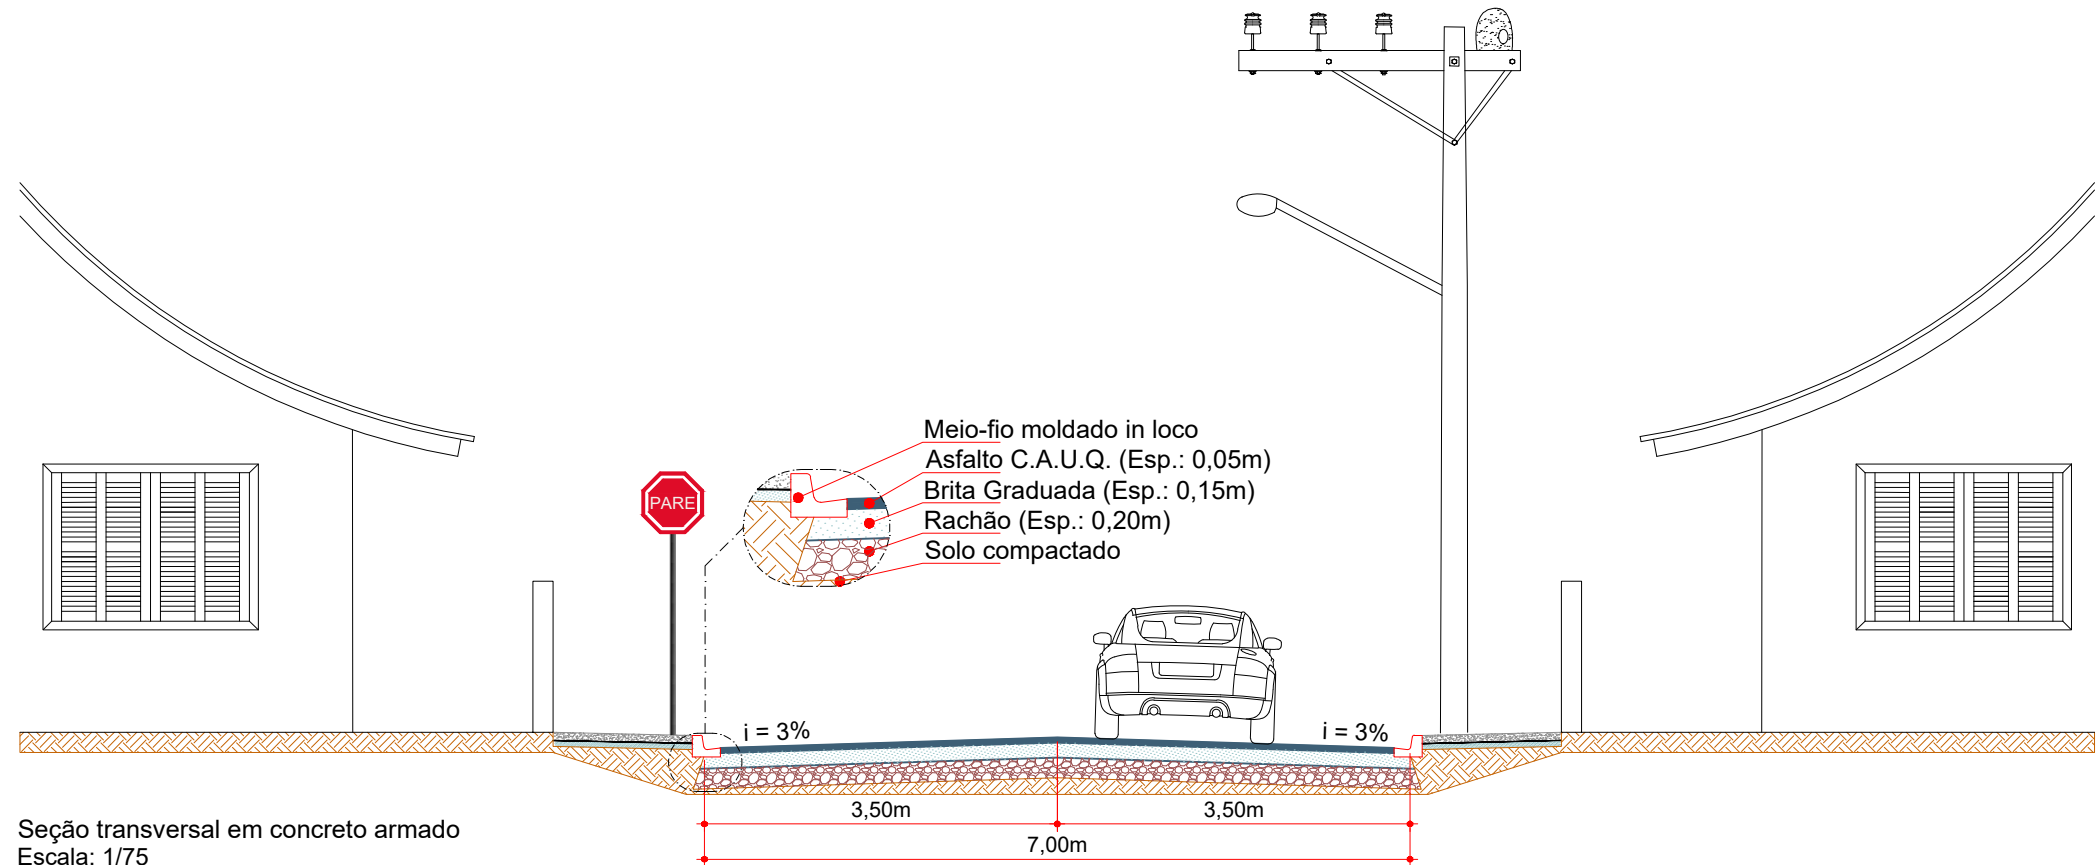 Meio-fio moldado in loco
Asfalto C.A.U.Q. (Esp.: 0,05m)
Brita Graduada (Esp.: 0,15m)
Rachão (Esp.: 0,20m)
Solo compactado
PARE
i = 3%
i = 3%
3,50m
3,50m
7,00m
Seção transversal em concreto armado
Escala: 1/75